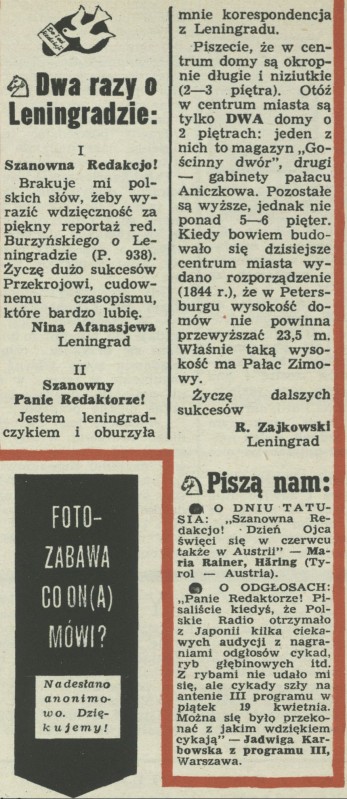 Dwa razy o
Leningradzie:
I
Szanowna Redakcjo!
Brakuje mi pol-
skich słów, żeby wy-
razić wdzięczność za
piękny reportaż red.
Burzyńskiego o Le-
ningradzie (P. 938).
Życzę dużo sukcesów
Przekrojowi, cudow-
nemu czasopismu,
które bardzo lubię.
Nina Afanasjewa
Leningrad
II
Szanowny
Panie Redaktorze!
Jestem leningrad-
czykiem i oburzyła
mnie korespondencja
z Leningradu.
Piszecie, że w cen-
trum domy są okrop-
nie długie i niziutkie
(2—3 piętra). Otóż
w centrum miasta są
tylko DWA domy o
2 piętrach: jeden z
nich to magazyn „Go-
ścinny dwór", drugi
— gabinety pałacu
Aniczkowa. Pozostałe
są wyższe, jednak nie
ponad 5—6 pięter.
Kiedy bowiem budo-
wało się dzisiejsze
centrum miasta wy-
dano rozporządzenie
(1844 r.), że w Peters-
burgu wysokość do-
mów nie powinna
przewyższać 23,5 m.
Właśnie taką wyso-
kość ma Pałac Zimo-
wy.
Życzę dalszych
sukcesów
R. Zajkowski
Leningrad
FOTO-
ZABAWA
CO ON(A)
MÓWI?
Nadesłano
anonimo-
wo. Dzię-
kujemy!
Piszą nam:
O DNIU TATU-
SIA: „Szanowna Re-
dakcjo! Dzień Ojca
święci się w czerwcu
także w Austrii" — Ma-
ria Rainer, Häring (Ty-
rol — Austria).
O ODGŁOSACH:
„Panie Redaktorze! Pi-
saliście kiedyś, że Pol-
skie Radio otrzymało
z Japonii kilka cieka-
wych audycji z nagra-
niami odgłosów cykad,
ryb głębinowych itd.
Z rybami nie udało mi
się, ale cykady szły na
antenie III programu w
piątek 19 kwietnia.
Można się było przeko-
nać z jakim wdziękiem
cykają" — Jadwiga Kar-
bowska z programu III,
Warszawa.